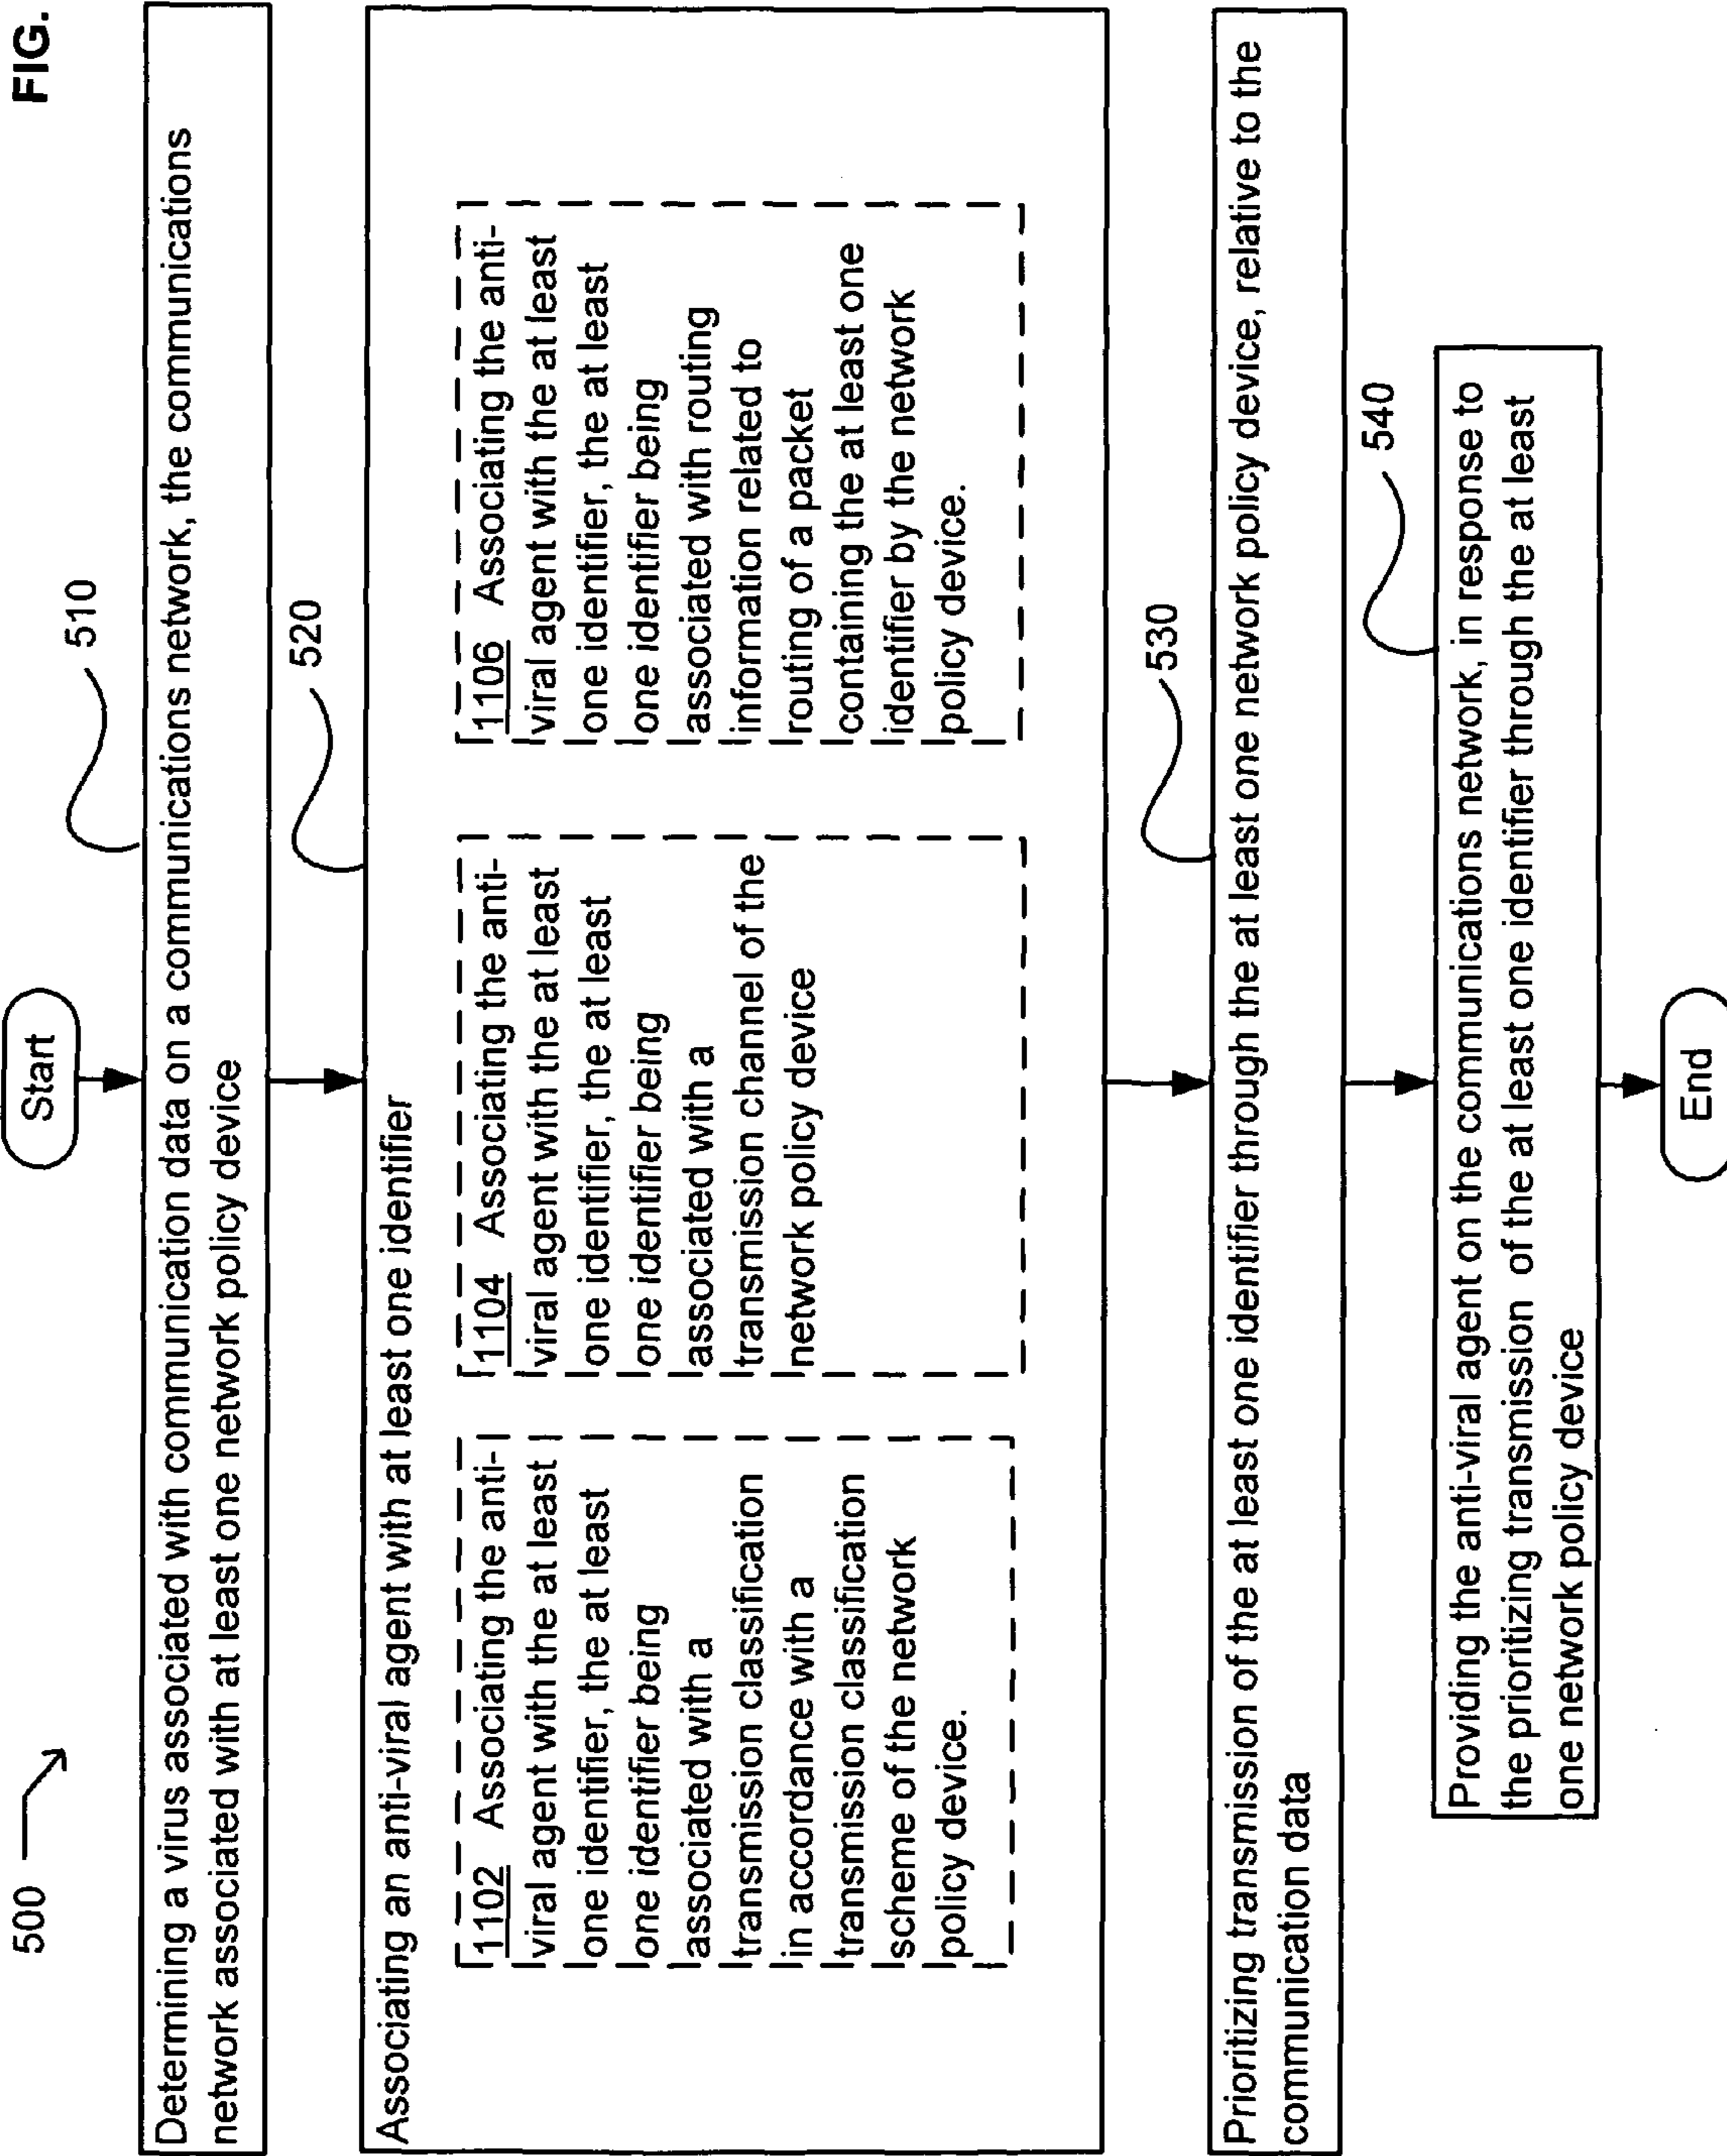 FIG.
500
Start
510
Determining a virus associated with communication data on a communications network, the communications
network associated with at least one network policy device
520
Associating an anti-viral agent with at least one identifier
1102 Associating the anti-
viral agent with the at least
one identifier, the at least
one identifier being
associated with a
transmission classification
in accordance with a
transmission classification
scheme of the network
policy device.
1104 Associating the anti-
viral agent with the at least
one identifier, the at least
one identifier being
associated with a
transmission channel of the
network policy device
1106 Associating the anti-
viral agent with the at least
one identifier, the at least
one identifier being
associated with routing
information related to
routing of a packet
containing the at least one
identifier by the network
policy device.
530
Prioritizing transmission of the at least one identifier through the at least one network policy device, relative to the
communication data
540
Providing the anti-viral agent on the communications network, in response to
the prioritizing transmission of the at least one identifier through the at least
one network policy device
End